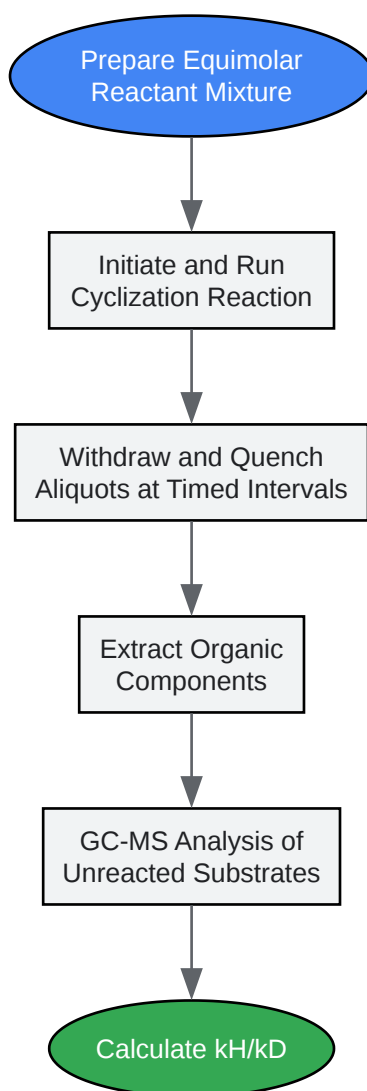 Prepare Equimolar
Reactant Mixture
Initiate and Run
Cyclization Reaction
Withdraw and Quench
Aliquots at Timed Intervals
Extract Organic
Components
GC-MS Analysis of
Unreacted Substrates
Calculate kH/kD